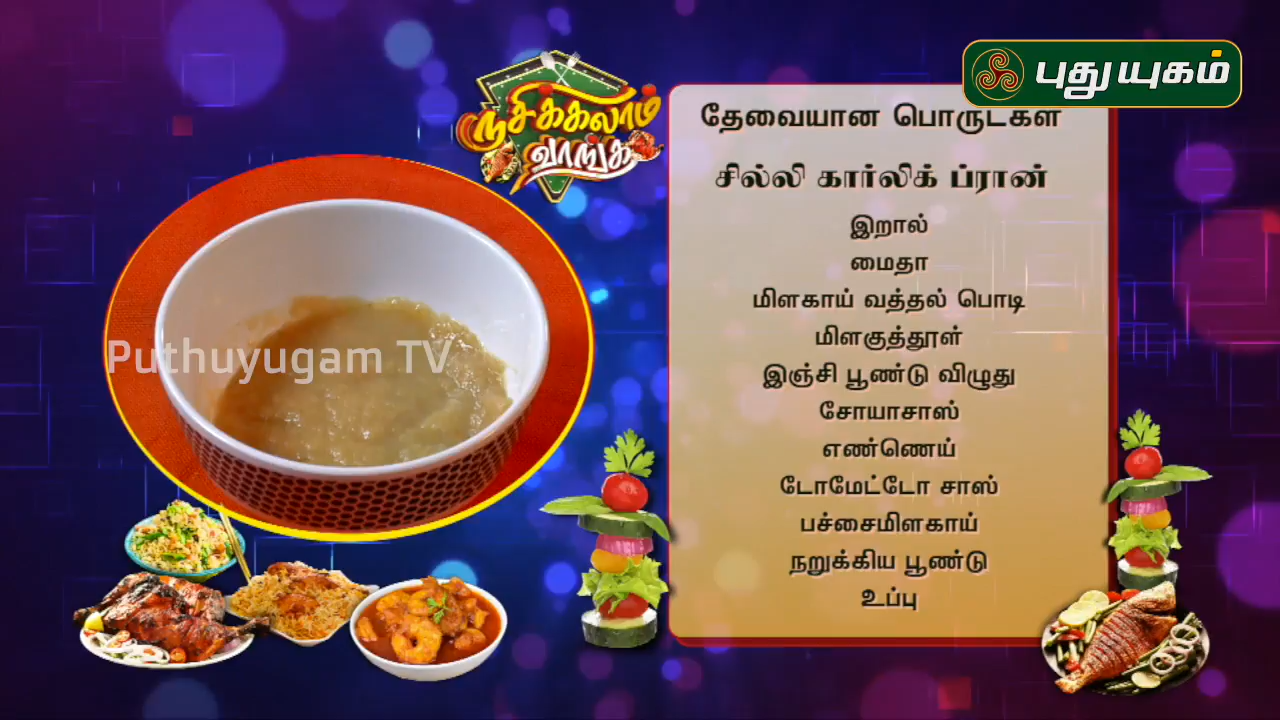 புதுயுகம்
ருசிக்கலாம்
வாங்க
தேவையான பொருட்கள்
சில்லி கார்லிக் ப்ரான்
இறால்
மைதா
மிளகாய் வத்தல் பொடி
மிளகுத்தூள்
இஞ்சி பூண்டு விழுது
சோயாசாஸ்
எண்ணெய்
டோமேட்டோ சாஸ்
பச்சைமிளகாய்
நறுக்கிய பூண்டு
உப்பு
Puthuyugam TV